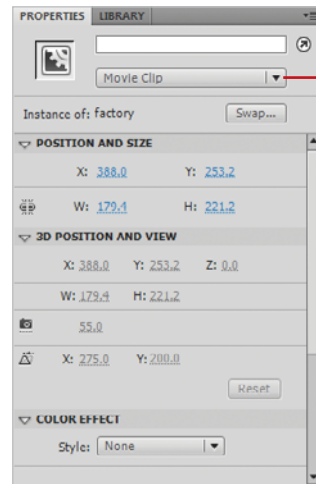 PROPERTIES LIBRARY
Movie Clip
Instance of: factory Swap...
POSITION AND SIZE
X: 388.0 Y: 253.2
W: 179.4 H: 221.2
3D POSITION AND VIEW
X: 388.0 Y: 253.2 Z: 0.0
W: 179.4 H: 221.2
55.0
X: 275.0 Y: 200.0
Reset
COLOR EFFECT
Style: None